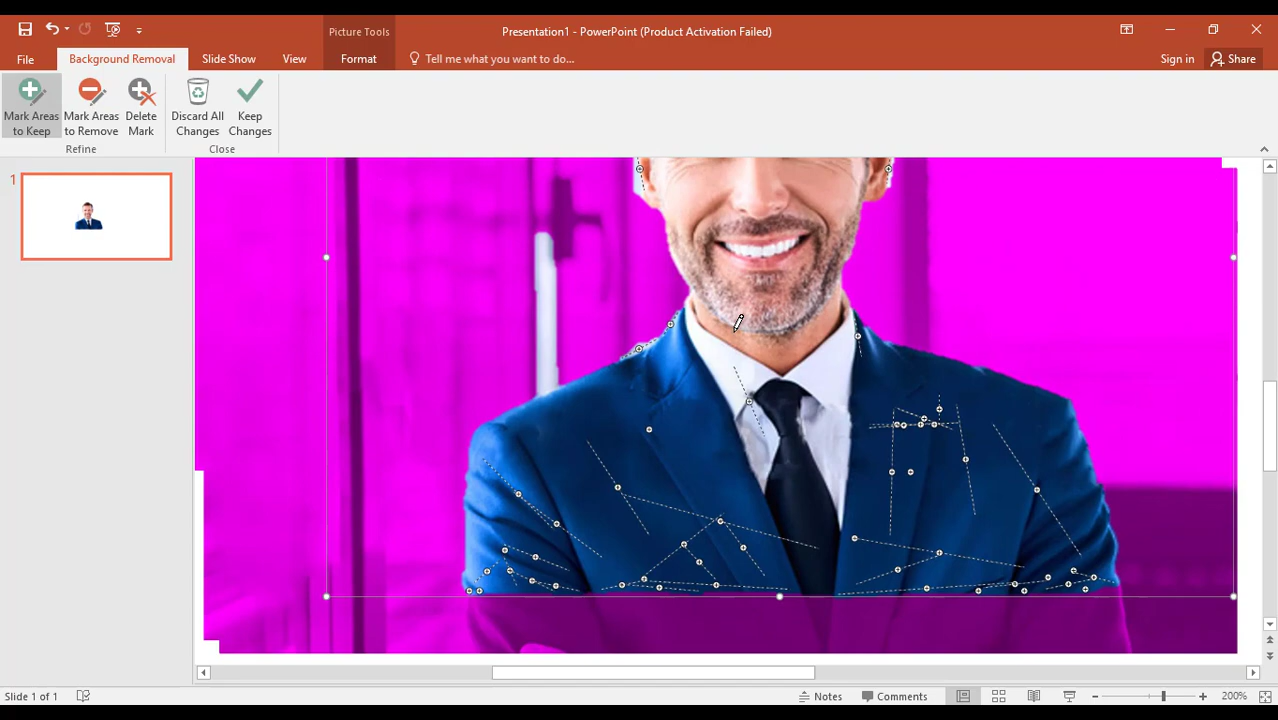 Picture Tools
Presentation1 - PowerPoint (Product Activation Failed)
File
Background Removal
Slide Show
View
Format
Tell me what you want to do...
Sign in
Share
Mark Areas to Keep
Mark Areas to Remove
Delete Mark
Discard All Changes
Keep Changes
Refine
Close
1
Slide 1 of 1
Notes
Comments
200%